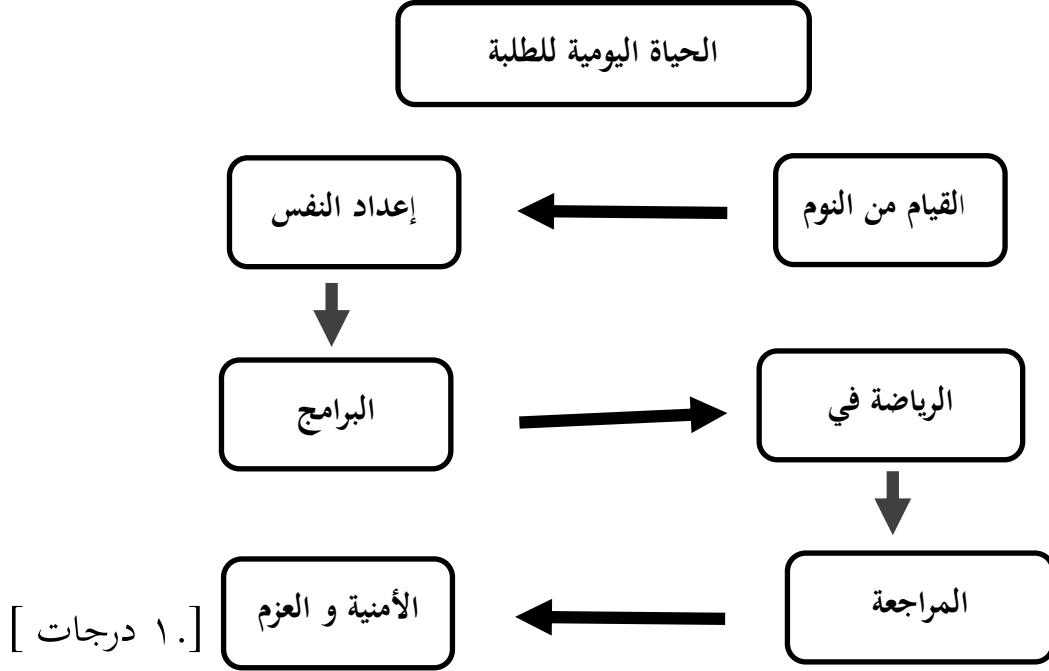 الحياة اليومية للطلبة
القيام من النوم
إعداد النفس
البرامج
الرياضة في
المراجعة
الأمنية و العزم
[١٠ درجات ]